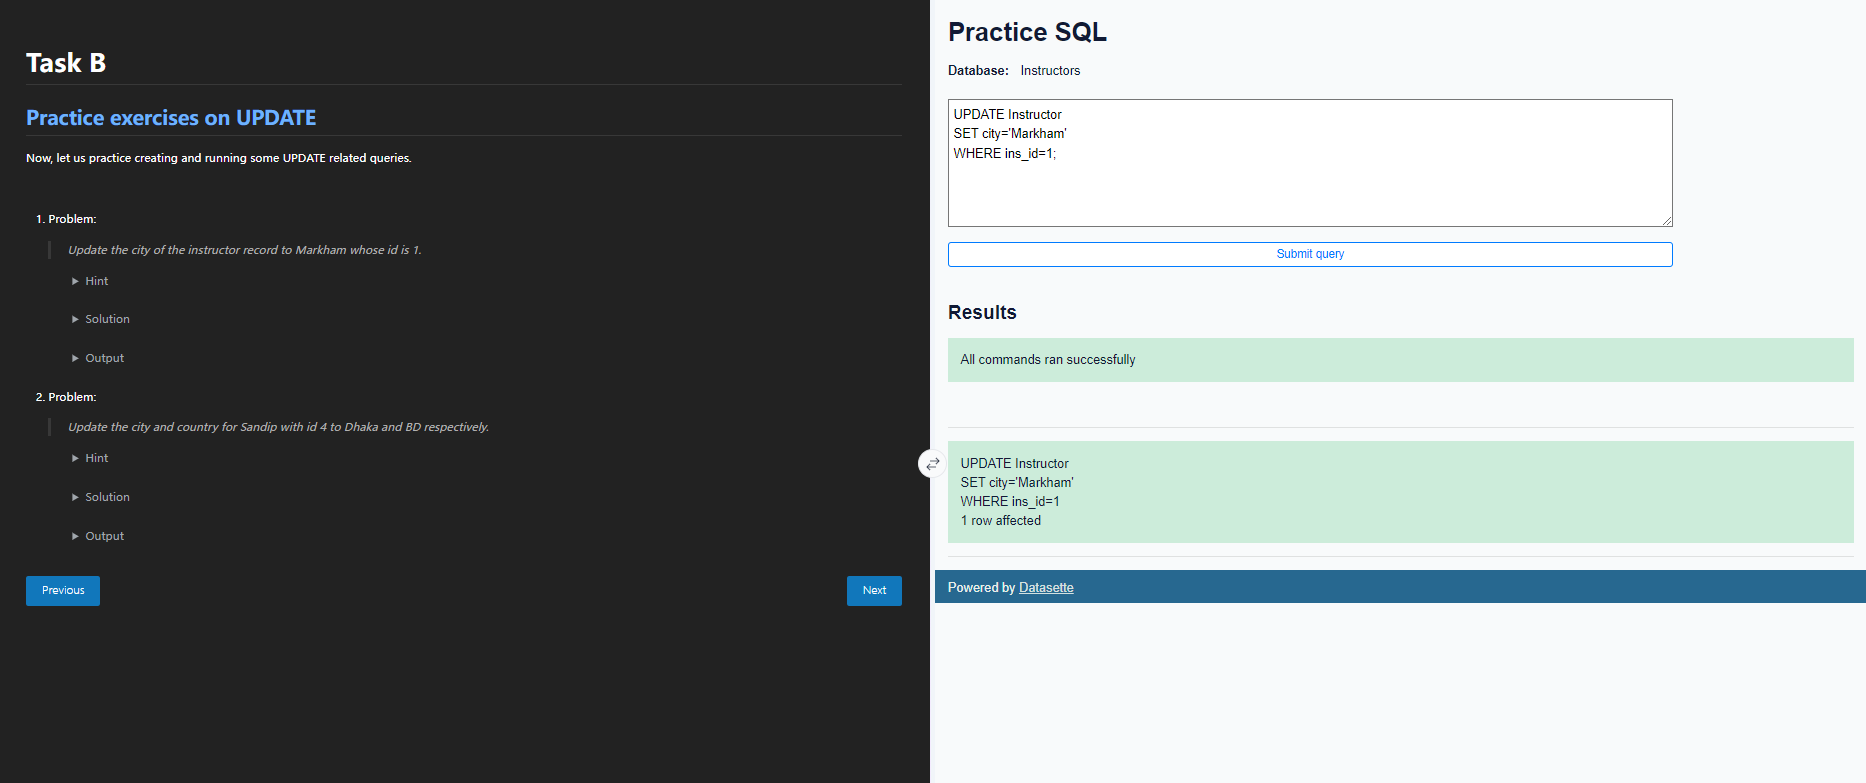 Task B
Practice exercises on UPDATE
Now, let us practice creating and running some UPDATE related queries.
1. Problem:
Update the city of the instructor record to Markham whose id is 1.
Hint
Solution
Output
2. Problem:
Update the city and country for Sandip with id 4 to Dhaka and BD respectively.
Hint
Solution
Output
Previous
Next
Practice SQL
Database: Instructors
UPDATE Instructor
SET city='Markham'
WHERE ins_id=1;
Submit query
Results
All commands ran successfully
UPDATE Instructor
SET city='Markham'
WHERE ins_id=1
1 row affected
Powered by Datasette